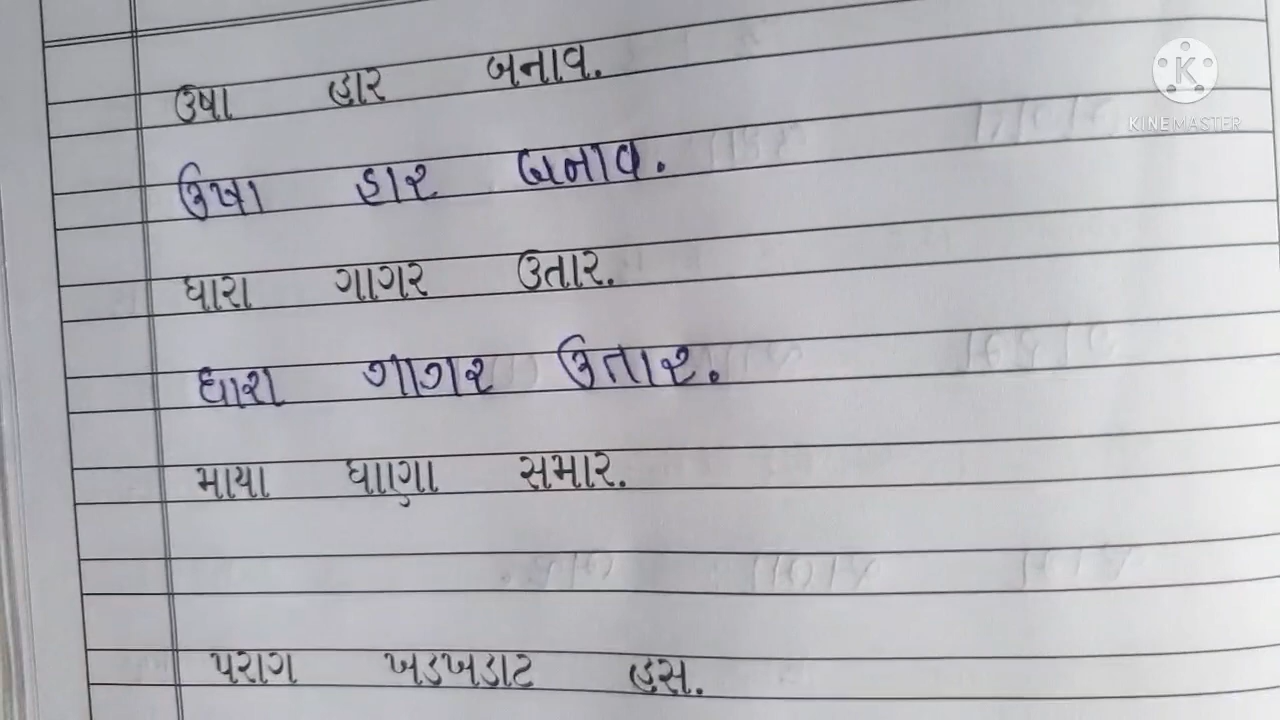 ઉષા હાર બનાવ.
ઉષા હાર બનાવ.
ધારા ગાગર ઉતાર.
ધારા ગાગર ઉતાર.
માયા ધાણા સમાર.
પરાગ ખડખડાટ હસ.
KINEMASTER